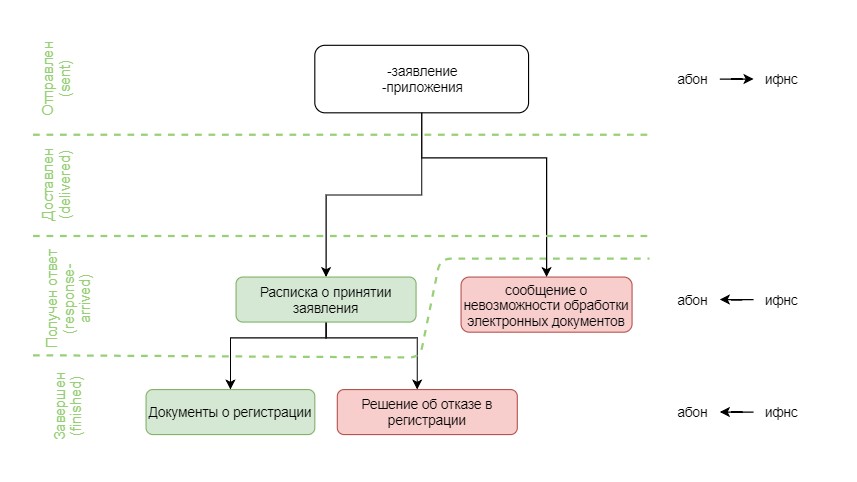 Отправлен
(sent)
-заявление
-приложения
абон
ифнс
Доставлен
(delivered)
Получен ответ
(response-
arrived)
Расписка о принятии
заявления
сообщение о
невозможности обработки
электронных документов
абон
ифнс
Завершен
(finished)
Документы о регистрации
Решение об отказе в
регистрации
абон
ифнс